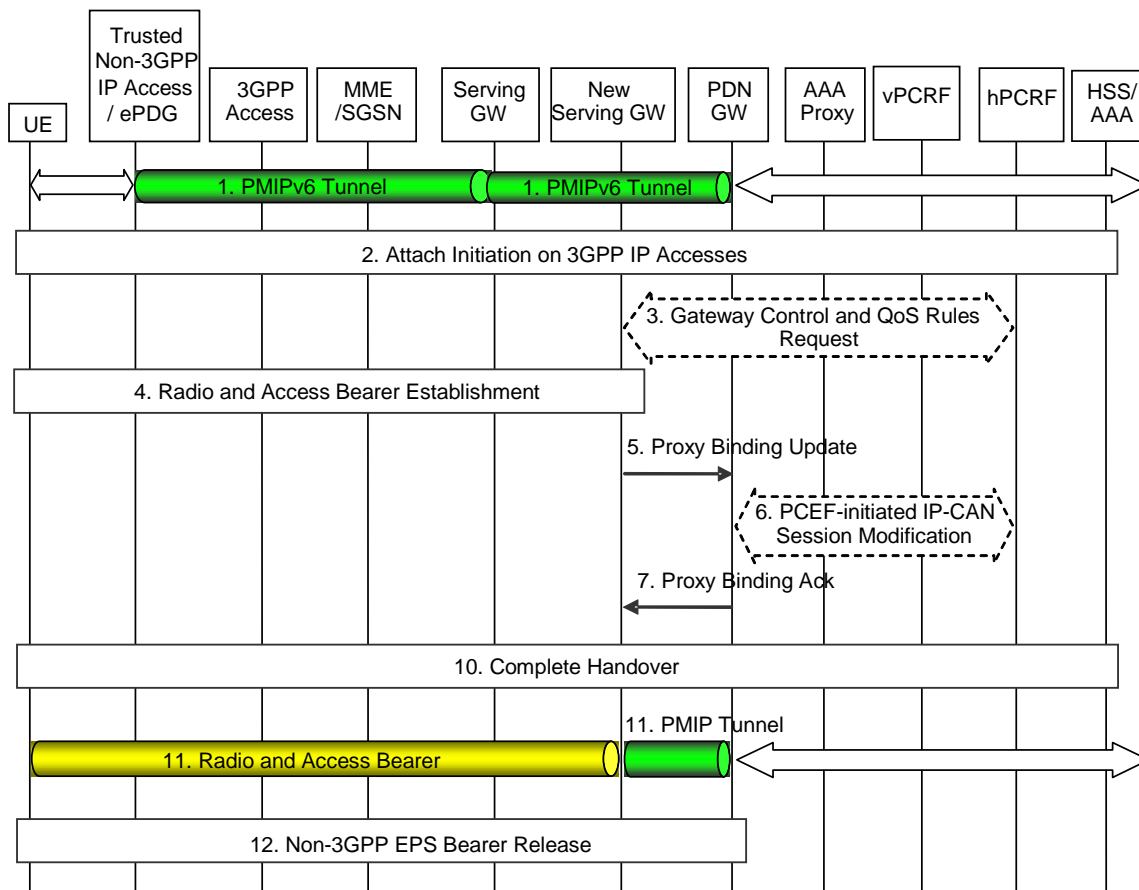 UE
Trusted
Non-3GPP
IP Access
/ ePDG
3GPP
Access
MME
/SGSN
Serving
GW
New
Serving GW
PDN
GW
AAA
Proxy
vPCRF
hPCRF
HSS/
AAA
1. PMIPv6 Tunnel
1. PMIPv6 Tunnel
2. Attach Initiation on 3GPP IP Accesses
3. Gateway Control and QoS Rules
Request
4. Radio and Access Bearer Establishment
5. Proxy Binding Update
6. PCEF-initiated IP-CAN
Session Modification
7. Proxy Binding Ack
10. Complete Handover
11. PMIP Tunnel
11. Radio and Access Bearer
12. Non-3GPP EPS Bearer Release